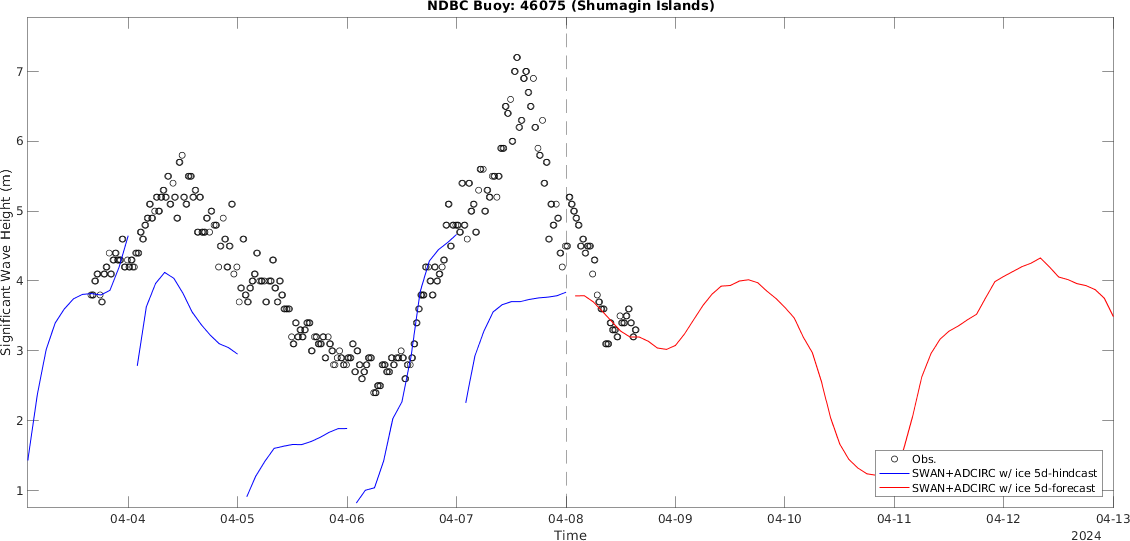 NDBC Buoy: 46075 (Shumagin Islands)
Significant Wave Height (m)
7
6
5
4
3
2
1
Obs.
SWAN+ADCIRC w/ ice 5d-hindcast
SWAN+ADCIRC w/ ice 5d-forecast
04-04 04-05 04-06 04-07 04-08 04-09 04-10 04-11 04-12 04-13
Time
2024